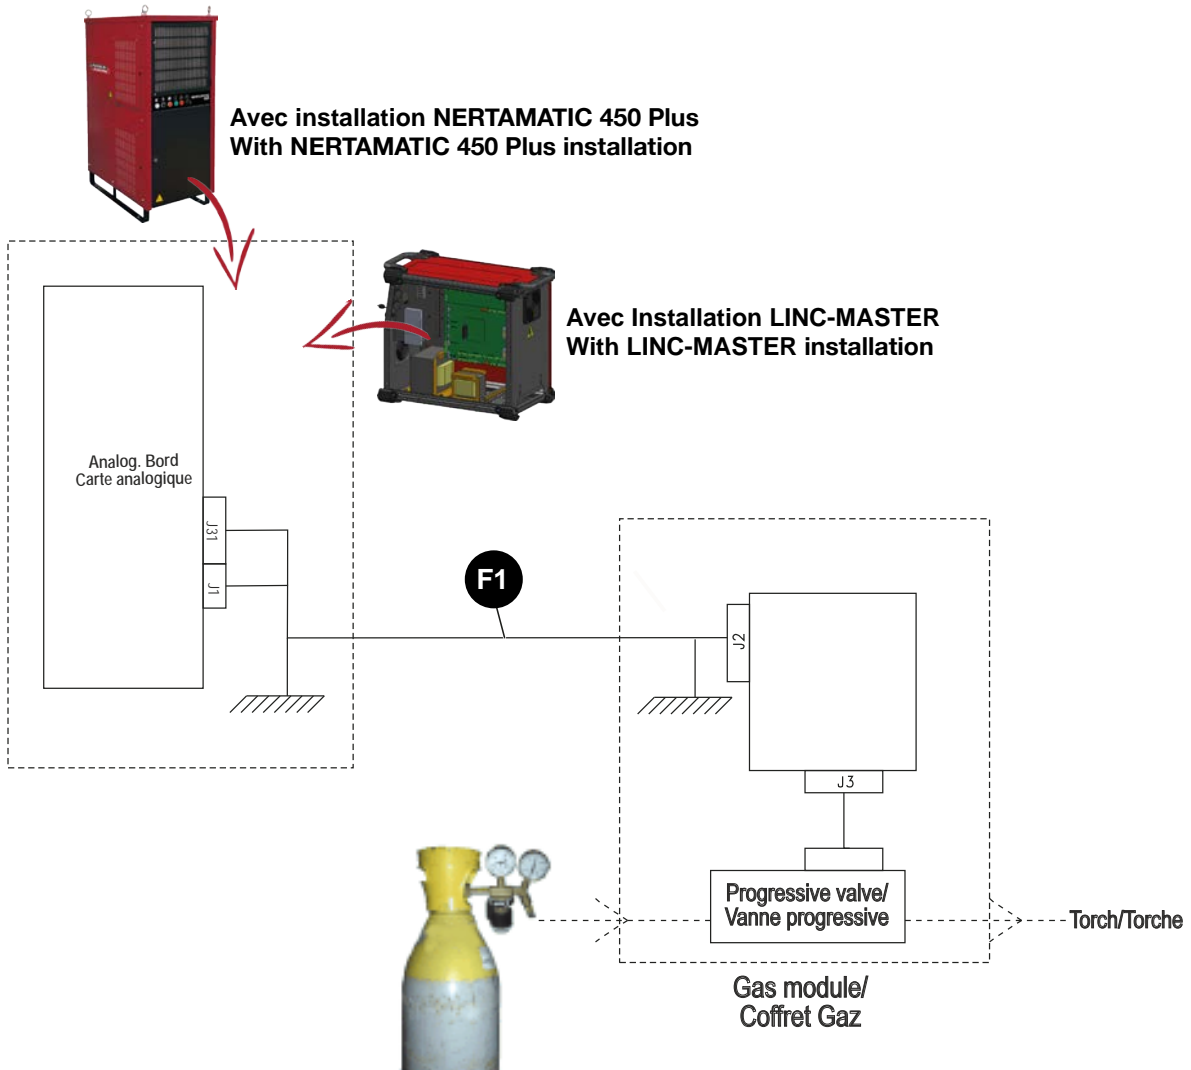 Avec installation NERTAMATIC 450 Plus
With NERTAMATIC 450 Plus installation
Avec Installation LINC-MASTER
With LINC-MASTER installation
Analog. Bord
Carte analogique
J31
J1
F1
J2
J3
Progressive valve/
Vanne progressive
Torch/Torche
Gas module/
Coffret Gaz